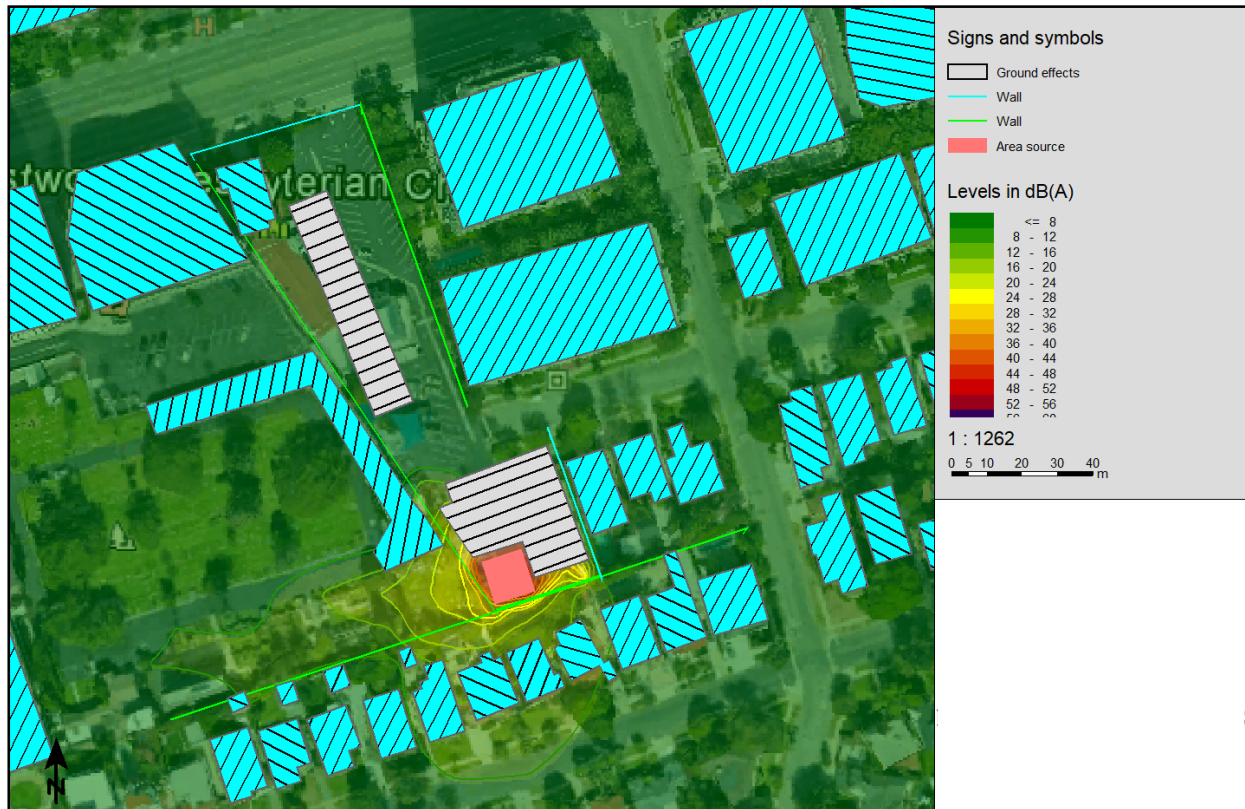 H
yterian Ch
N
Signs and symbols
Ground effects
Wall
Wall
Area source
Levels in dB(A)
<= 8
8 - 12
12 - 16
16 - 20
20 - 24
24 - 28
28 - 32
32 - 36
36 - 40
40 - 44
44 - 48
48 - 52
52 - 56
1 : 1262
0 5 10 20 30 40
m